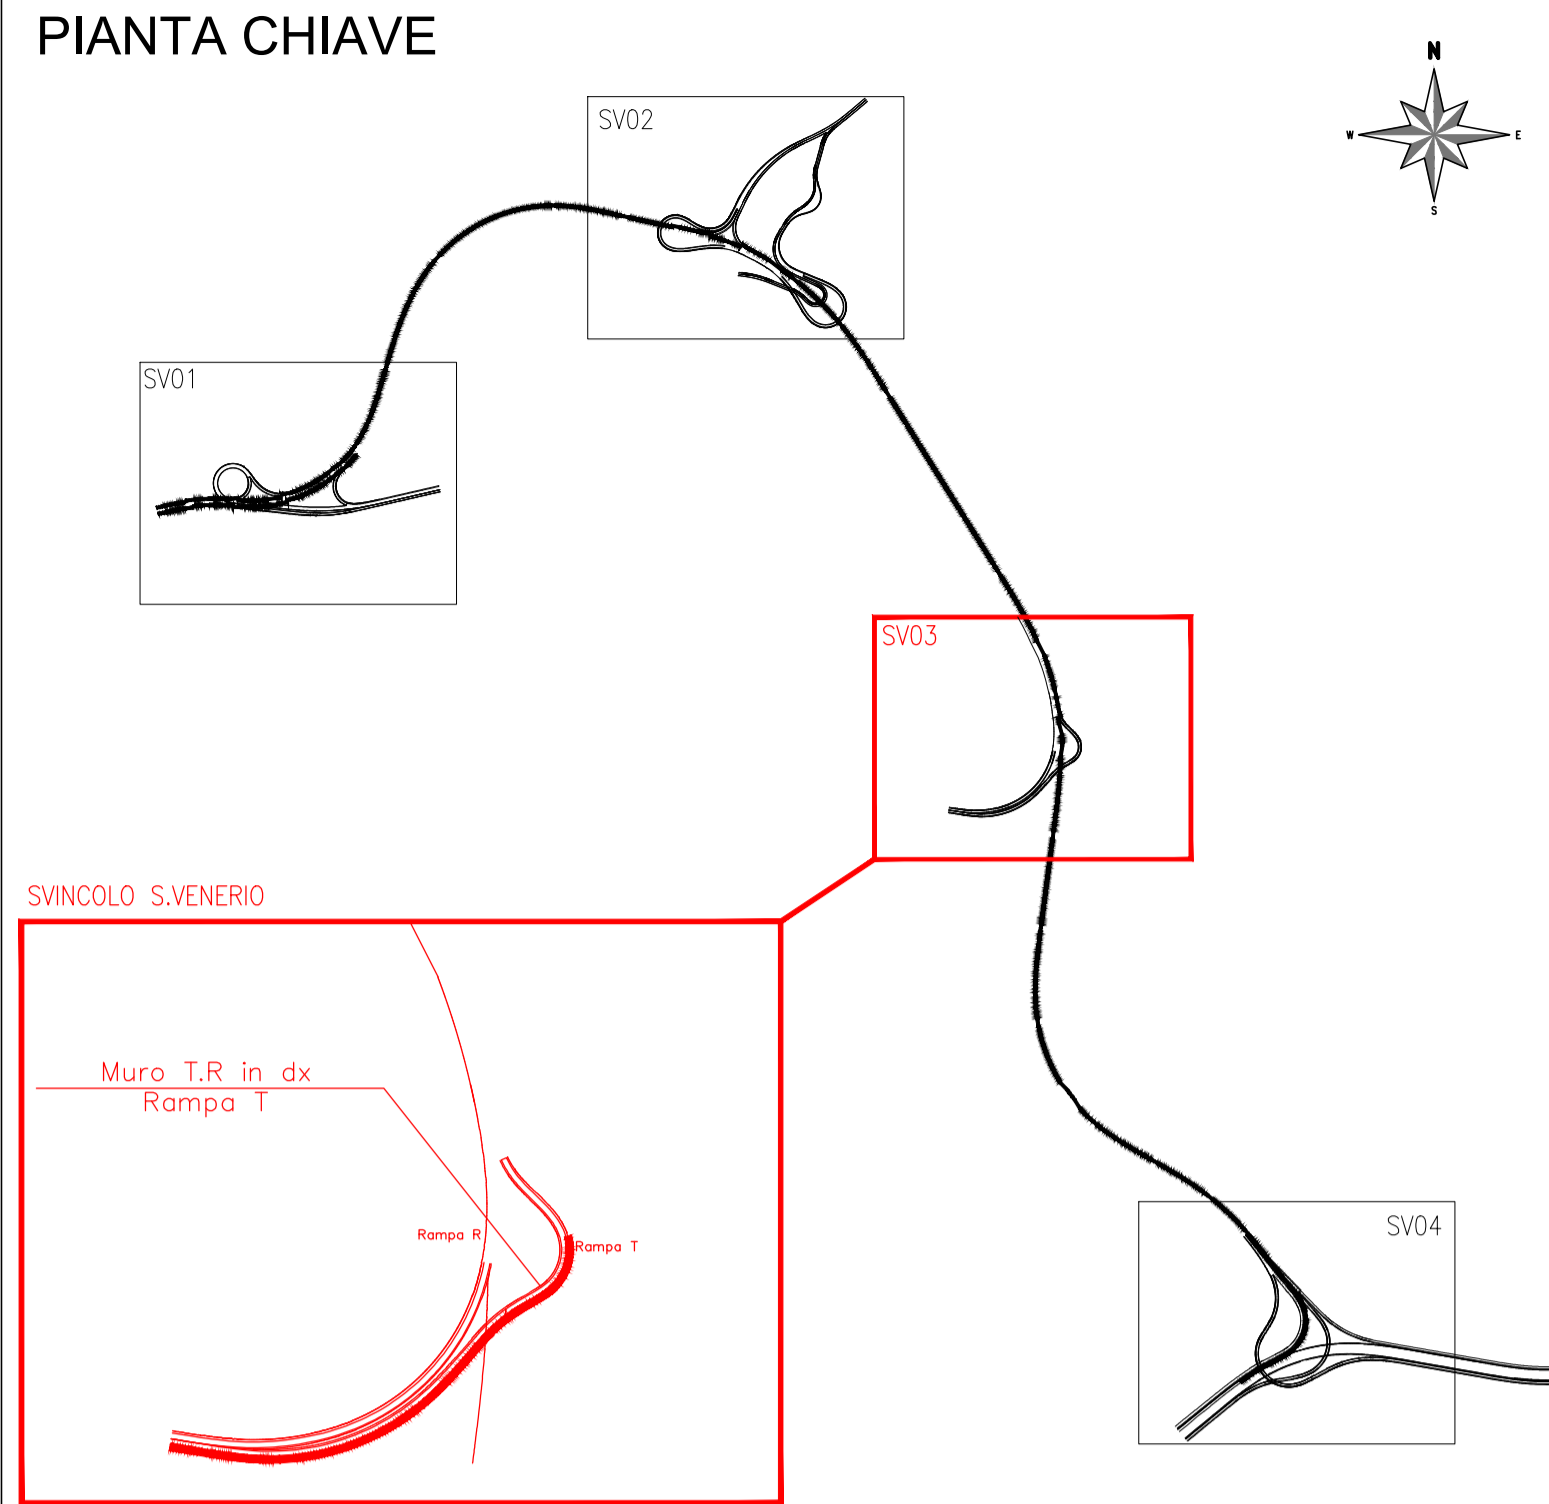 PIANTA CHIAVE
N
W
E
S
SV02
SV01
SV03
SVINCOLO S.VENERIO
Muro T.R in dx
Rampa T
Rampa R
Rampa T
SV04